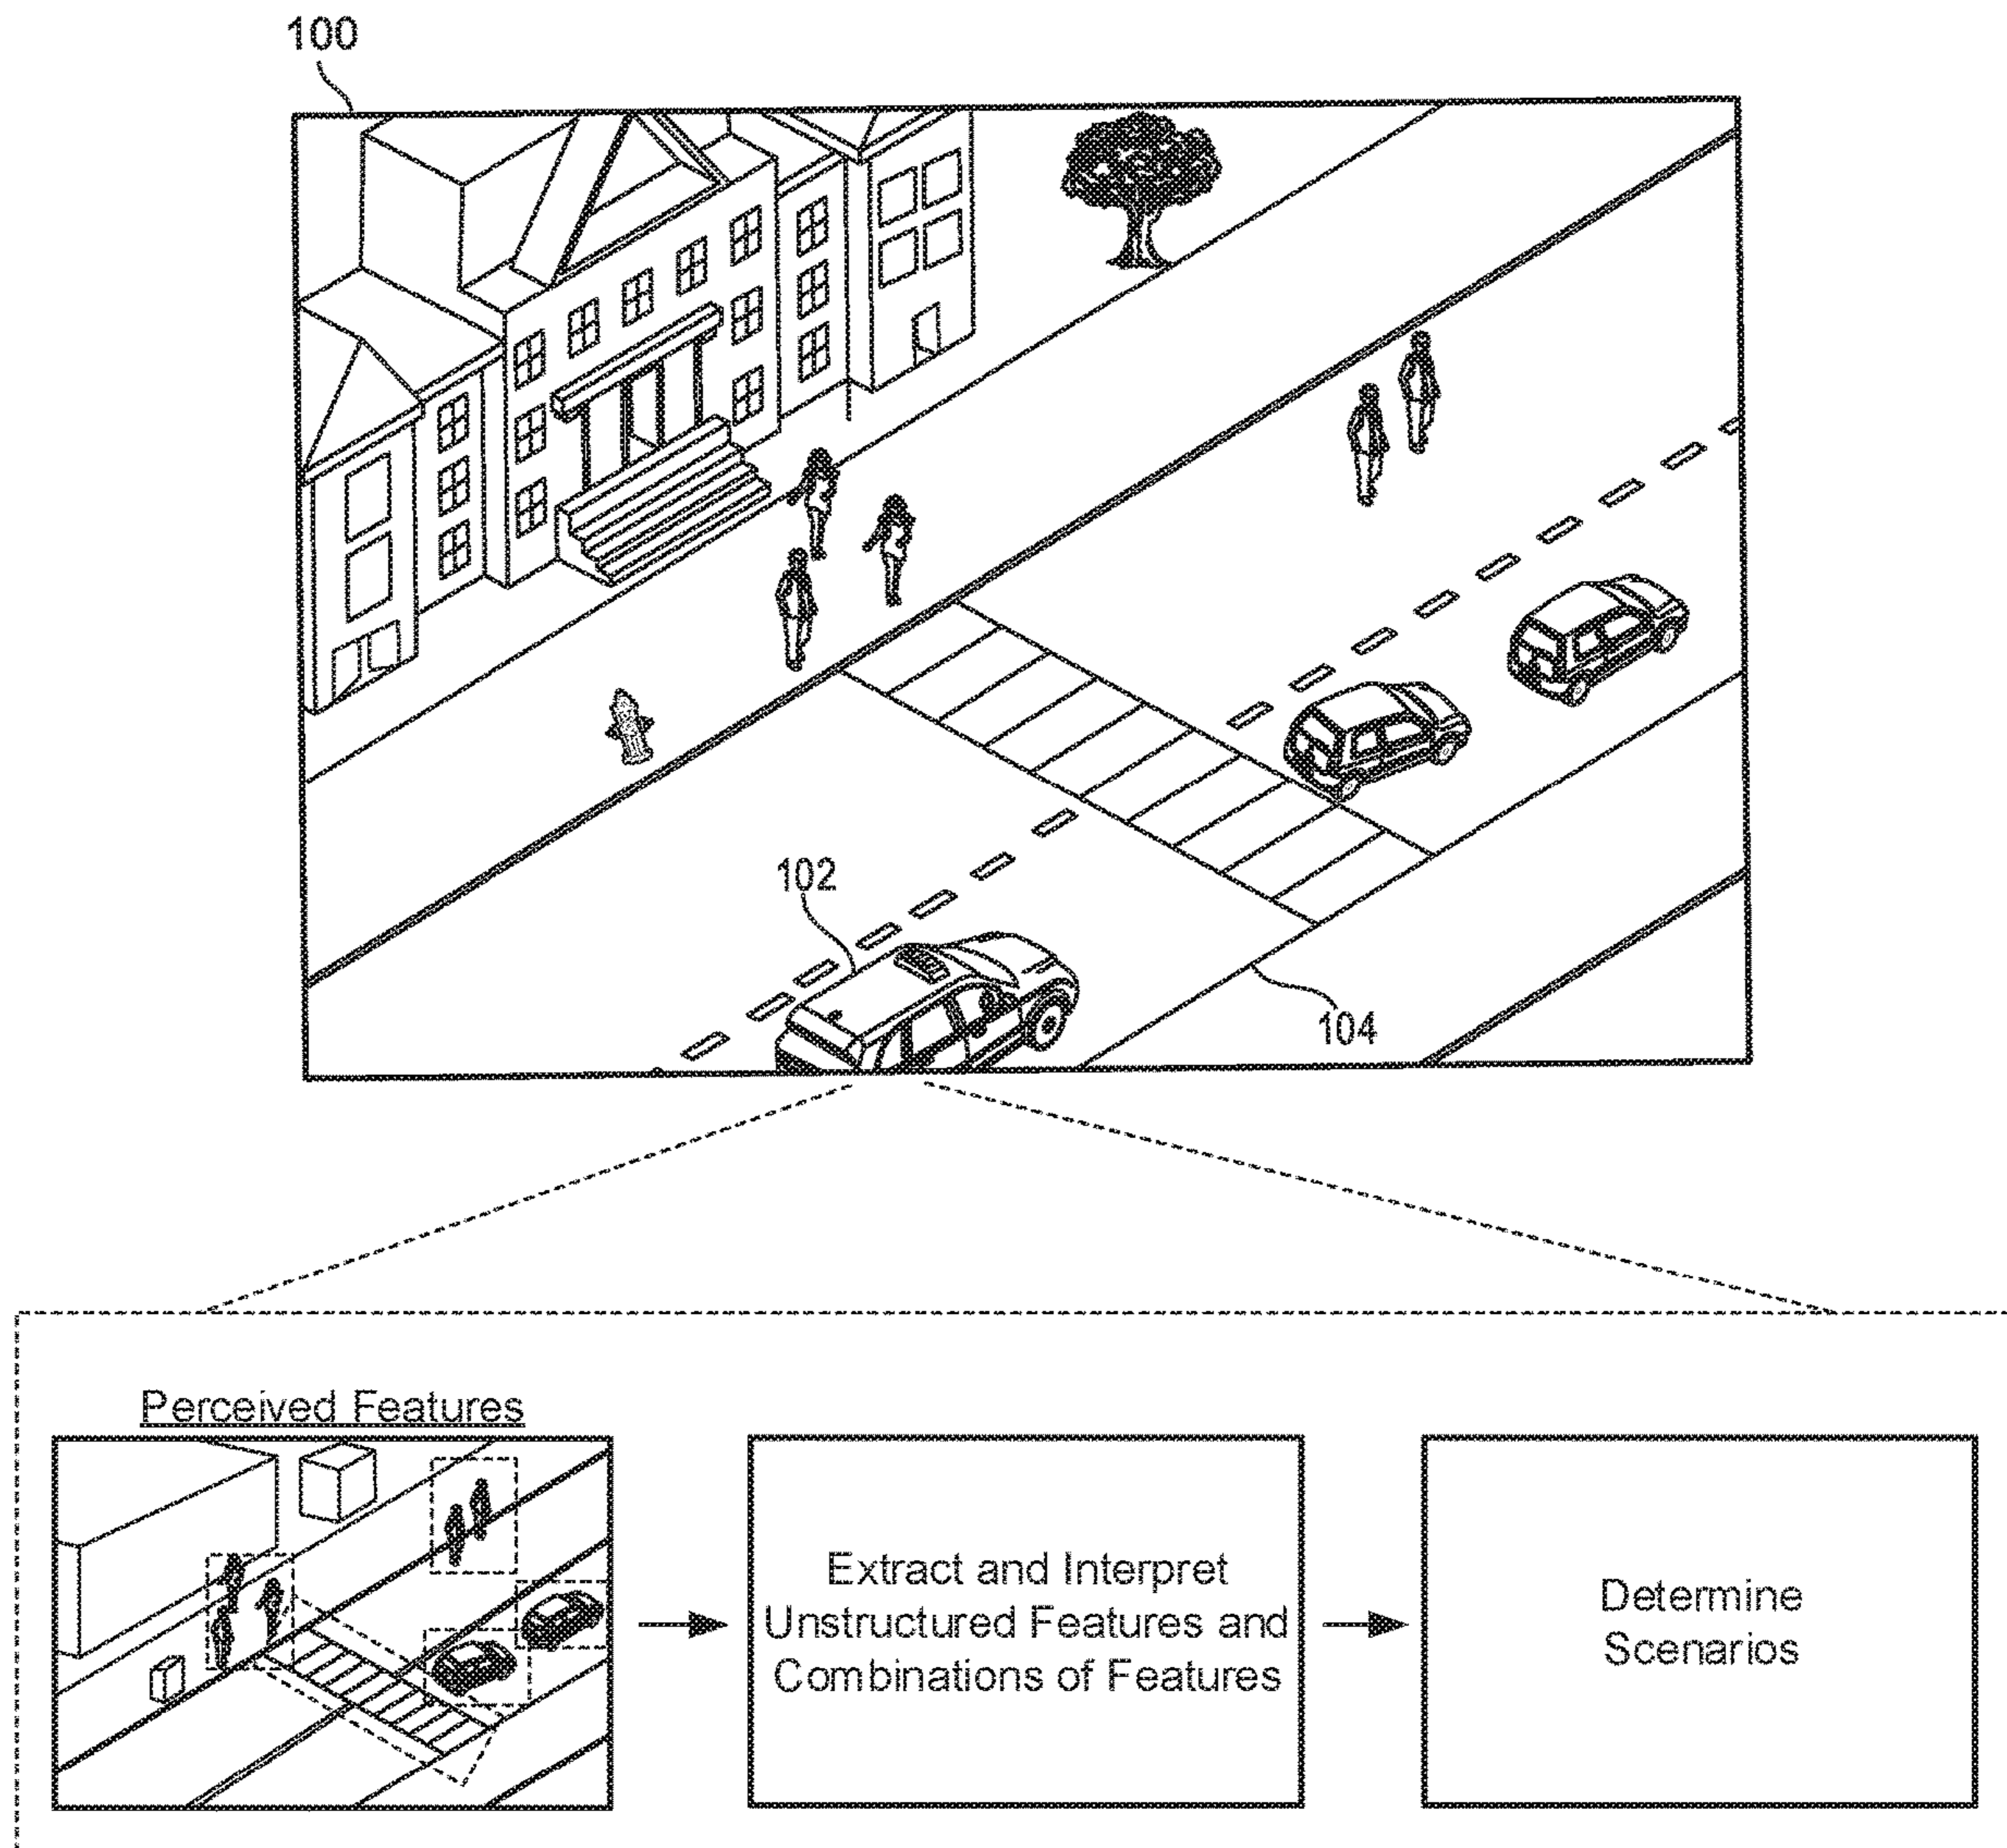 100
102
104
Perceived Features
Extract and Interpret
Unstructured Features and
Combinations of Features
Determine
Scenarios